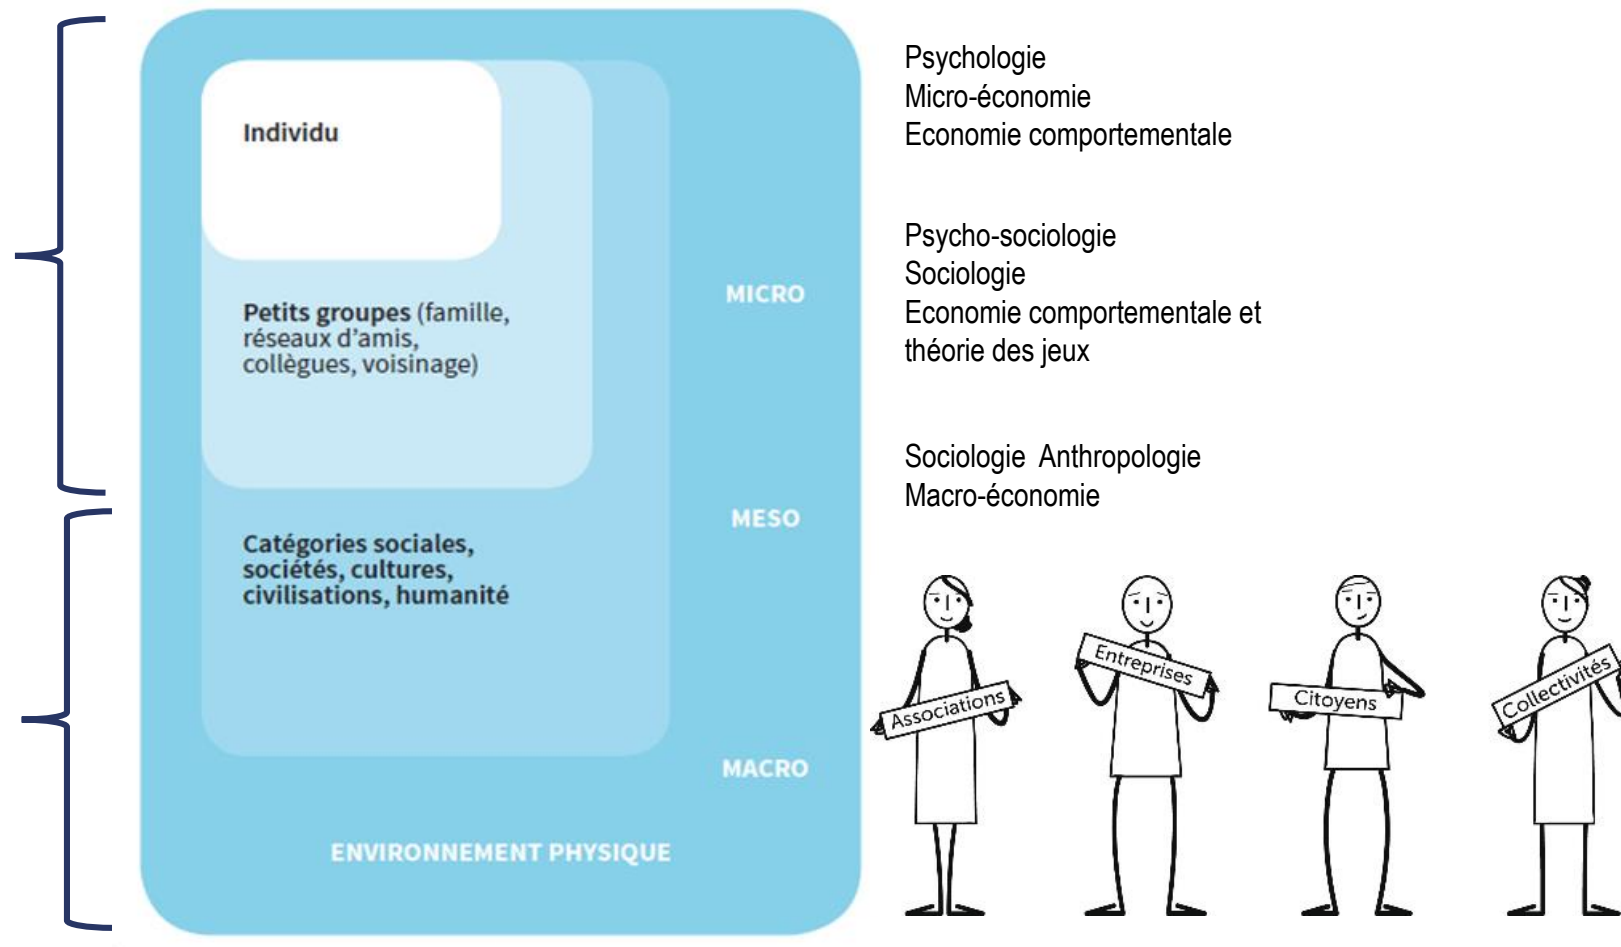 Individu
Petits groupes (famille,
réseaux d'amis,
collègues, voisinage)
Catégories sociales,
sociétés, cultures,
civilisations, humanité
MICRO
MESO
MACRO
ENVIRONNEMENT PHYSIQUE
Psychologie
Micro-économie
Economie comportementale
Psycho-sociologie
Sociologie
Economie comportementale et
théorie des jeux
Sociologie  Anthropologie
Macro-économie
Associations
Entreprises
Citoyens
Collectivités